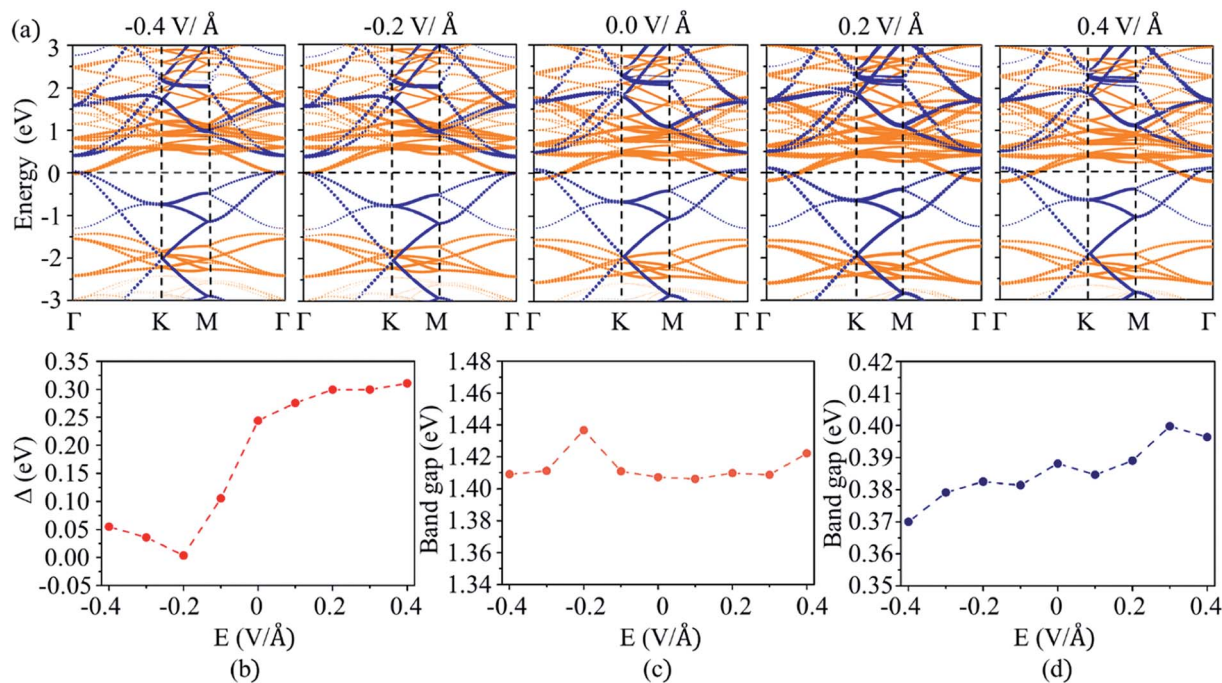 (a) -0.4 V/ Å -0.2 V/ Å 0.0 V/ Å 0.2 V/ Å 0.4 V/ Å
Energy (eV)
3
2
1
0
-1
-2
-3
Γ K M Γ Γ K M Γ Γ K M Γ Γ K M Γ Γ K M Γ
Δ (eV)
0.35
0.30
0.25
0.20
0.15
0.10
0.05
0.00
-0.05
-0.4 -0.2 0 0.2 0.4
E (V/Å)
(b)
Band gap (eV)
1.48
1.46
1.44
1.42
1.40
1.38
1.36
1.34
-0.4 -0.2 0 0.2 0.4
E (V/Å)
(c)
Band gap (eV)
0.42
0.41
0.40
0.39
0.38
0.37
0.36
0.35
-0.4 -0.2 0 0.2 0.4
E (V/Å)
(d)